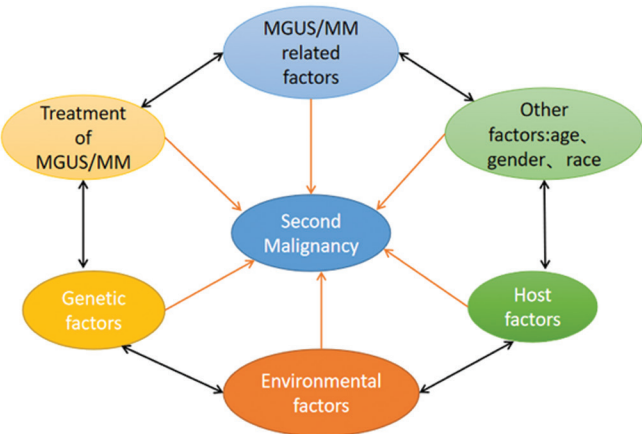 MGUS/MM
related
factors
Treatment
of
MGUS/MM
Other
factors:age、
gender、race
Second
Malignancy
Genetic
factors
Host
factors
Environmental
factors